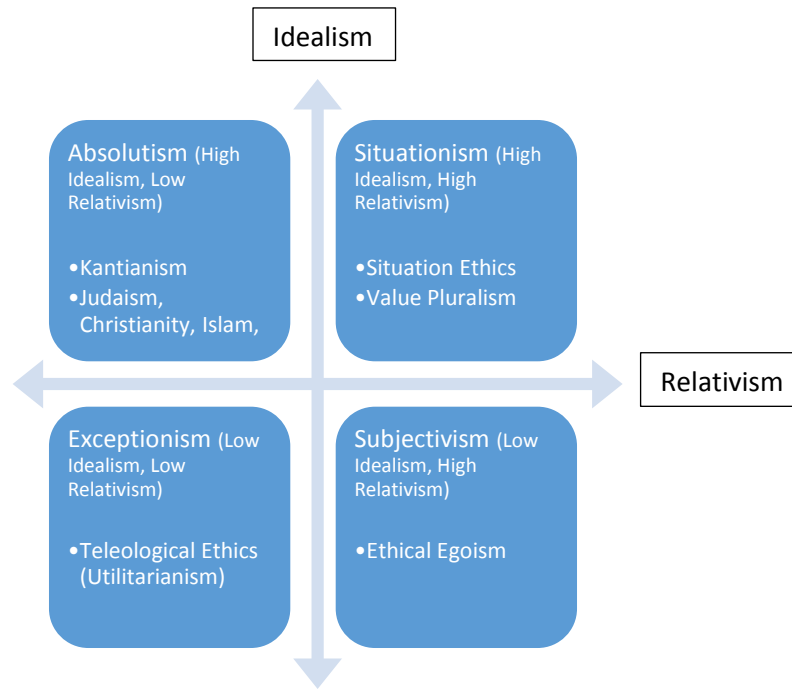 Idealism
Absolutism (High
Idealism, Low
Relativism)
•Kantianism
•Judaism,
Christianity, Islam,
Situationism (High
Idealism, High
Relativism)
•Situation Ethics
•Value Pluralism
Relativism
Exceptionism (Low
Idealism, Low
Relativism)
•Teleological Ethics
(Utilitarianism)
Subjectivism (Low
Idealism, High
Relativism)
•Ethical Egoism